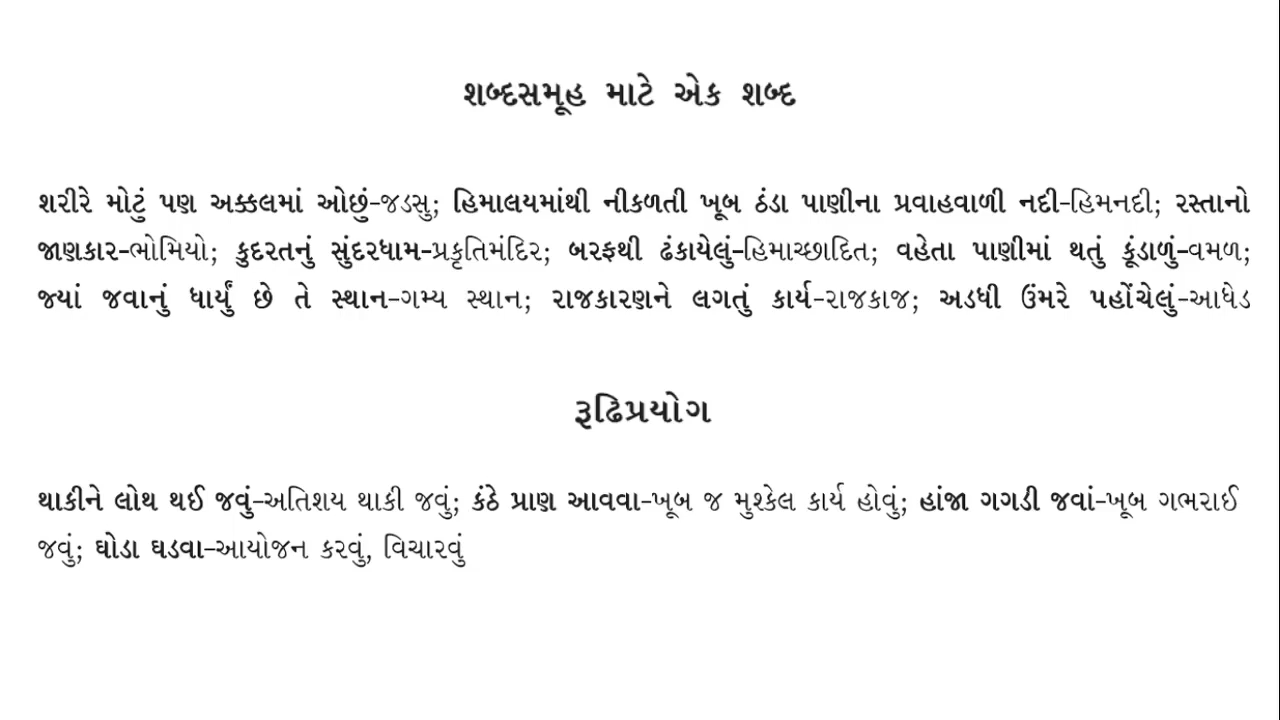 શબ્દસમૂહ માટે એક શબ્દ
શરીરે મોટું પણ અક્કલમાં ઓછું-જડસુ; હિમાલયમાંથી નીકળતી ખૂબ ઠંડા પાણીના પ્રવાહવાળી નદી-હિમનદી; રસ્તાનો
જાણકાર-ભોમિયો; કુદરતનું સુંદરધામ-પ્રકૃતિમંદિર; બરફથી ઢંકાયેલું-હિમાચ્છાદિત; વહેતા પાણીમાં થતું કૂંડાળું-વમળ;
જ્યાં જવાનું ધાર્યું છે તે સ્થાન-ગમ્ય સ્થાન; રાજકારણને લગતું કાર્ય-રાજકાજ; અડધી ઉંમરે પહોંચેલું-આધેડ
રૂઢિપ્રયોગ
થાકીને લોથ થઈ જવું-અતિશય થાકી જવું; કંઠે પ્રાણ આવવા-ખૂબ જ મુશ્કેલ કાર્ય હોવું; હાંજા ગગડી જવાં-ખૂબ ગભરાઈ
જવું; ઘોડા ઘડવા-આયોજન કરવું, વિચારવું